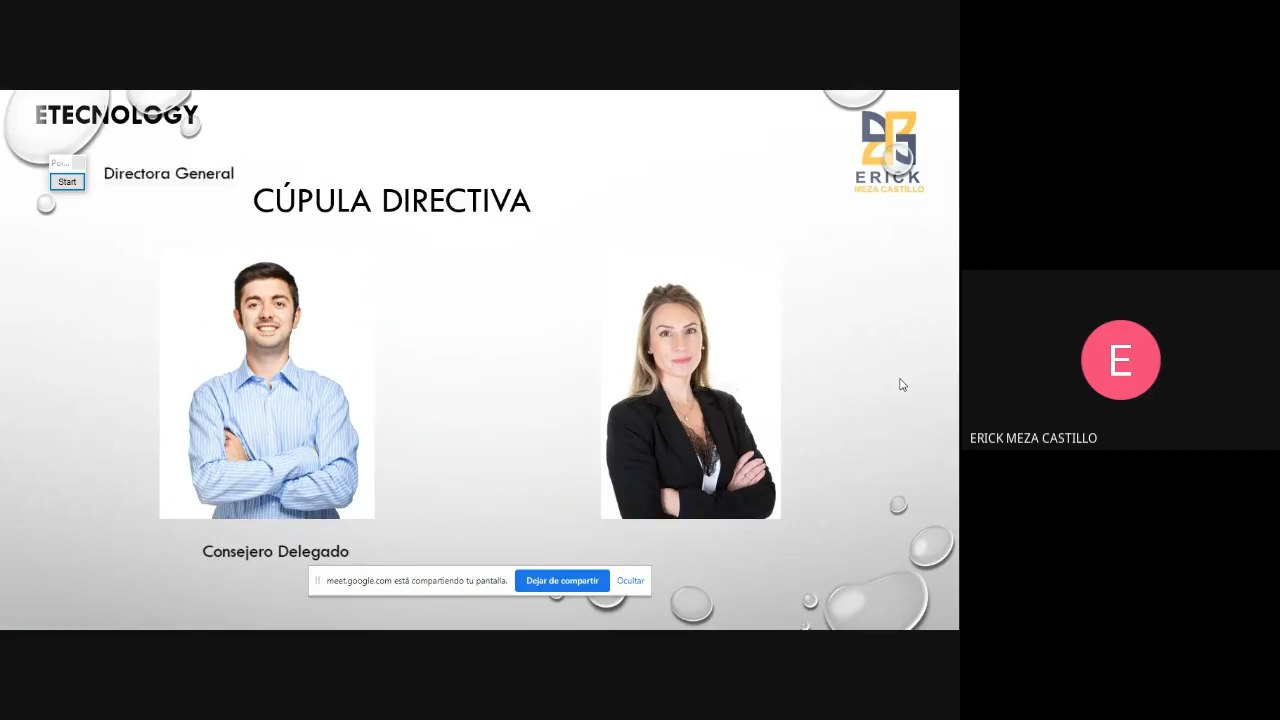 ETECNOLOGY
Poi...
Start
Directora General
CÚPULA DIRECTIVA
ERICK
MEZA CASTILLO
Consejero Delegado
meet.google.com está compartiendo tu pantalla.
Dejar de compartir
Ocultar
E
ERICK MEZA CASTILLO